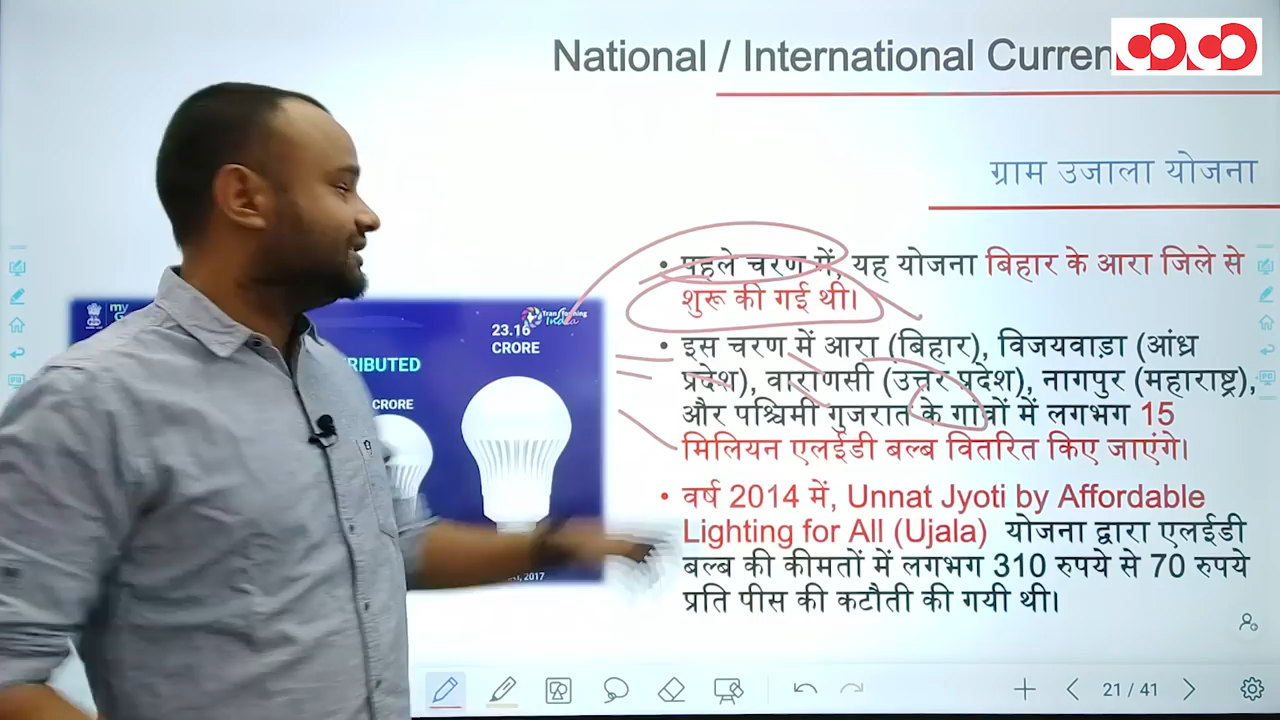 National / International Curren
ग्राम उजाला योजना
• पहले चरण में, यह योजना बिहार के आरा जिले से
शुरू की गई थी।
• इस चरण में आरा (बिहार), विजयवाड़ा (आंध्र
प्रदेश), वाराणसी (उत्तर प्रदेश), नागपुर (महाराष्ट्र),
और पश्चिमी गुजरात के गांवों में लगभग 15
मिलियन एलईडी बल्ब वितरित किए जाएंगे।
• वर्ष 2014 में, Unnat Jyoti by Affordable
Lighting for All (Ujala) योजना द्वारा एलईडी
बल्ब की कीमतों में लगभग 310 रुपये से 70 रुपये
प्रति पीस की कटौती की गयी थी।
my
Transforming
India
23.16
CRORE
RIBUTED
CRORE
2017
21 / 41